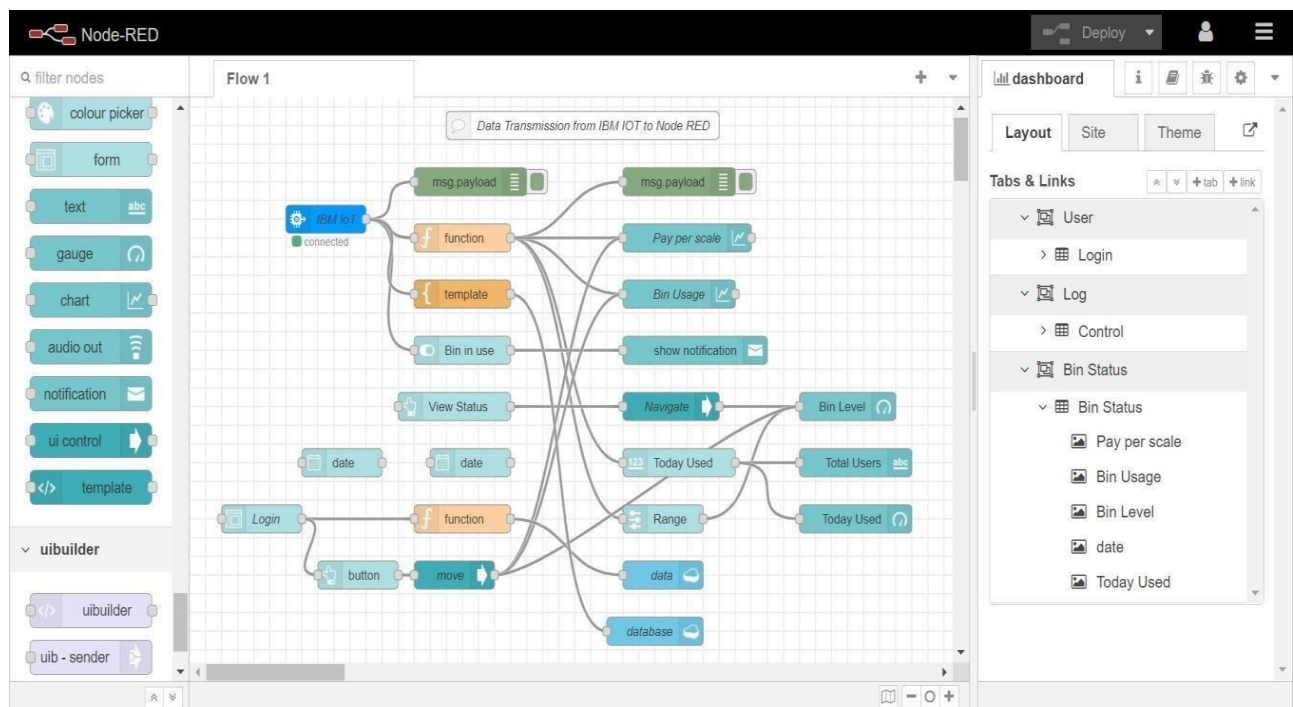 Node-RED
Deploy
filter nodes
Flow 1
dashboard
i
colour picker
form
text
abc
gauge
chart
audio out
notification
ui control
template
uibuilder
uibuilder
uib - sender
Data Transmission from IBM IOT to Node RED
msg.payload
msg.payload
IBM IoT
connected
function
Pay per scale
template
Bin Usage
Bin in use
show notification
View Status
Navigate
Bin Level
date
date
123 Today Used
Total Users abc
Login
function
Range
Today Used
button
move
data
database
Layout
Site
Theme
Tabs & Links
+ tab
+ link
User
Login
Log
Control
Bin Status
Bin Status
Pay per scale
Bin Usage
Bin Level
date
Today Used